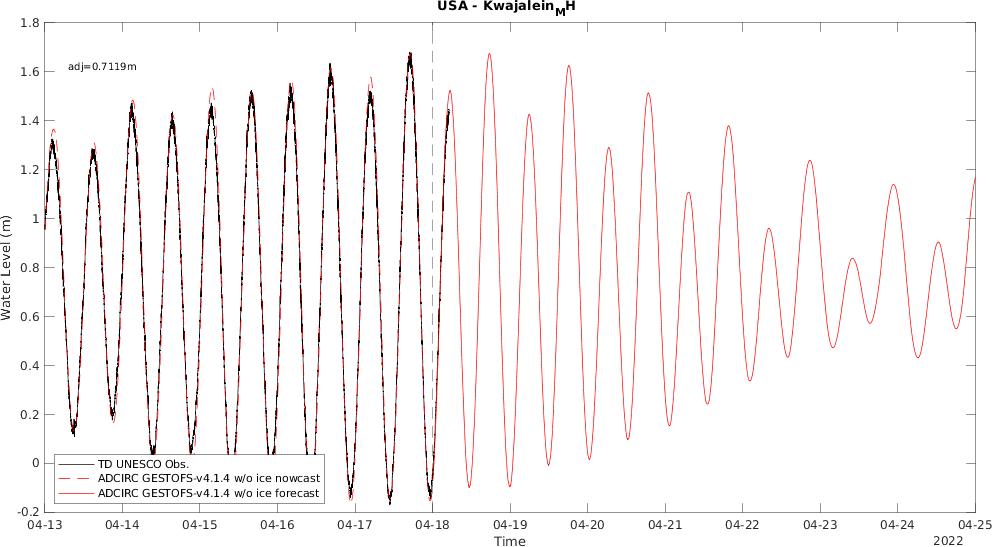 USA - Kwajalein_MH
1.8
1.6
1.4
1.2
1
0.8
0.6
0.4
0.2
0
-0.2
Water Level (m)
adj=0.7119m
TD UNESCO Obs.
ADCIRC GESTOFS-v4.1.4 w/o ice nowcast
ADCIRC GESTOFS-v4.1.4 w/o ice forecast
04-13 04-14 04-15 04-16 04-17 04-18 04-19 04-20 04-21 04-22 04-23 04-24 04-25
Time
2022